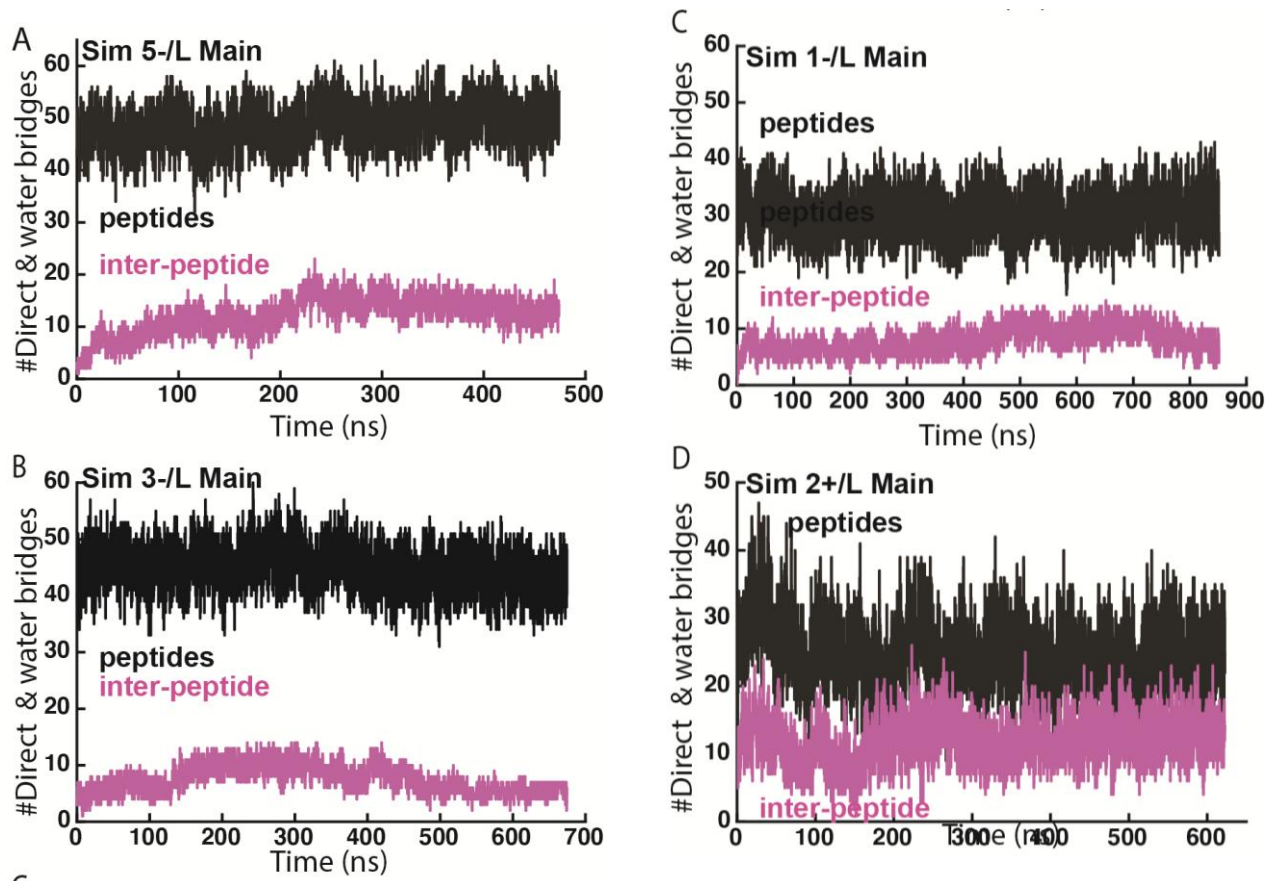 A
Sim 5-/L Main
#Direct & water bridges
60
50
40
30
20
10
0
peptides
inter-peptide
0 100 200 300 400 500
Time (ns)
C
Sim 1-/L Main
#Direct & water bridges
60
50
40
30
20
10
0
peptides
peptides
inter-peptide
0 100 200 300 400 500 600 700 800 900
Time (ns)
B
Sim 3-/L Main
#Direct & water bridges
60
50
40
30
20
10
0
peptides
inter-peptide
0 100 200 300 400 500 600 700
Time (ns)
D
Sim 2+/L Main
#Direct & water bridges
50
40
30
20
10
0
peptides
inter-peptide
0 100 200 300 400 500 600
Time (ns)